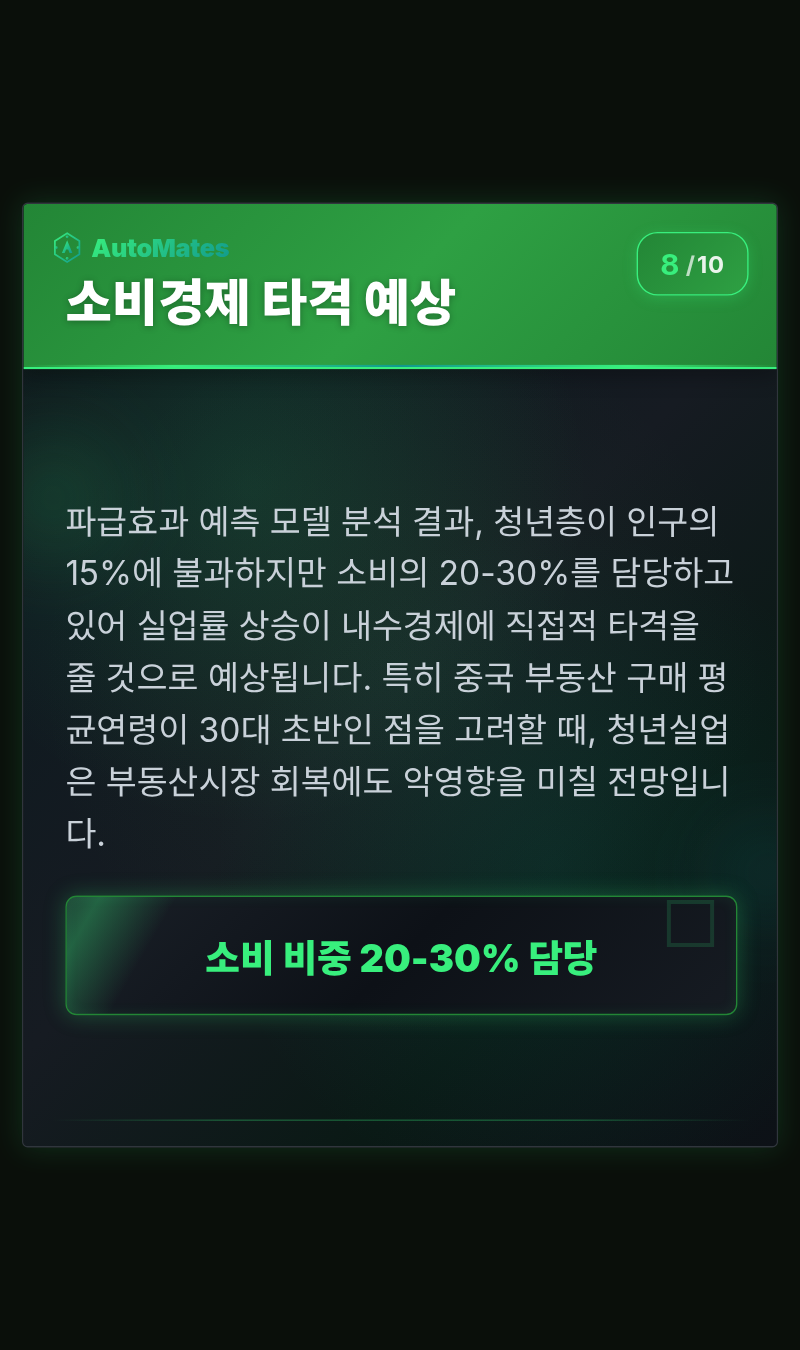 AutoMates
소비경제 타격 예상
8 /10
파급효과 예측 모델 분석 결과, 청년층이 인구의
15%에 불과하지만 소비의 20-30%를 담당하고
있어 실업률 상승이 내수경제에 직접적 타격을
줄 것으로 예상됩니다. 특히 중국 부동산 구매 평
균연령이 30대 초반인 점을 고려할 때, 청년실업
은 부동산시장 회복에도 악영향을 미칠 전망입니
다.
소비 비중 20-30% 담당